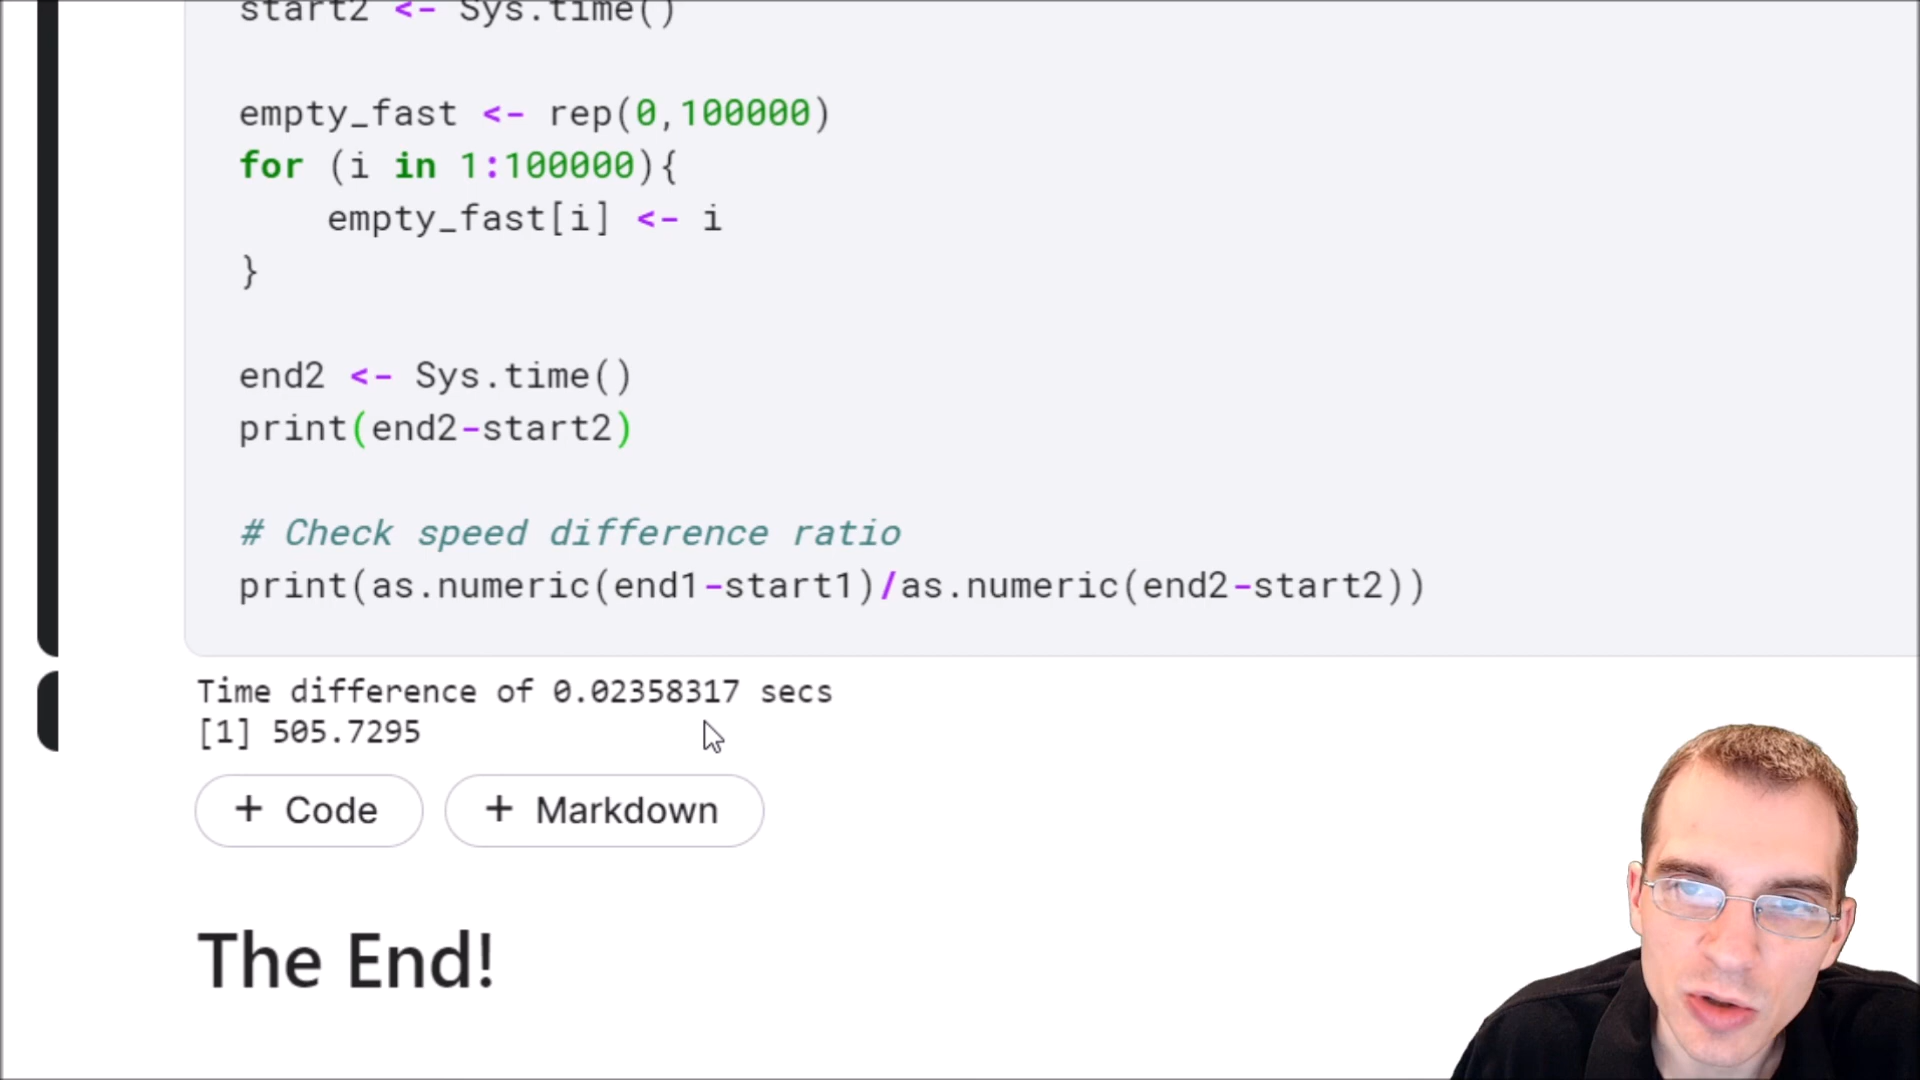 start2 <- Sys.time()
empty_fast <- rep(0,100000)
for (i in 1:100000){
    empty_fast[i] <- i
}
end2 <- Sys.time()
print(end2-start2)
# Check speed difference ratio
print(as.numeric(end1-start1)/as.numeric(end2-start2))
Time difference of 0.02358317 secs
[1] 505.7295
+ Code + Markdown
The End!